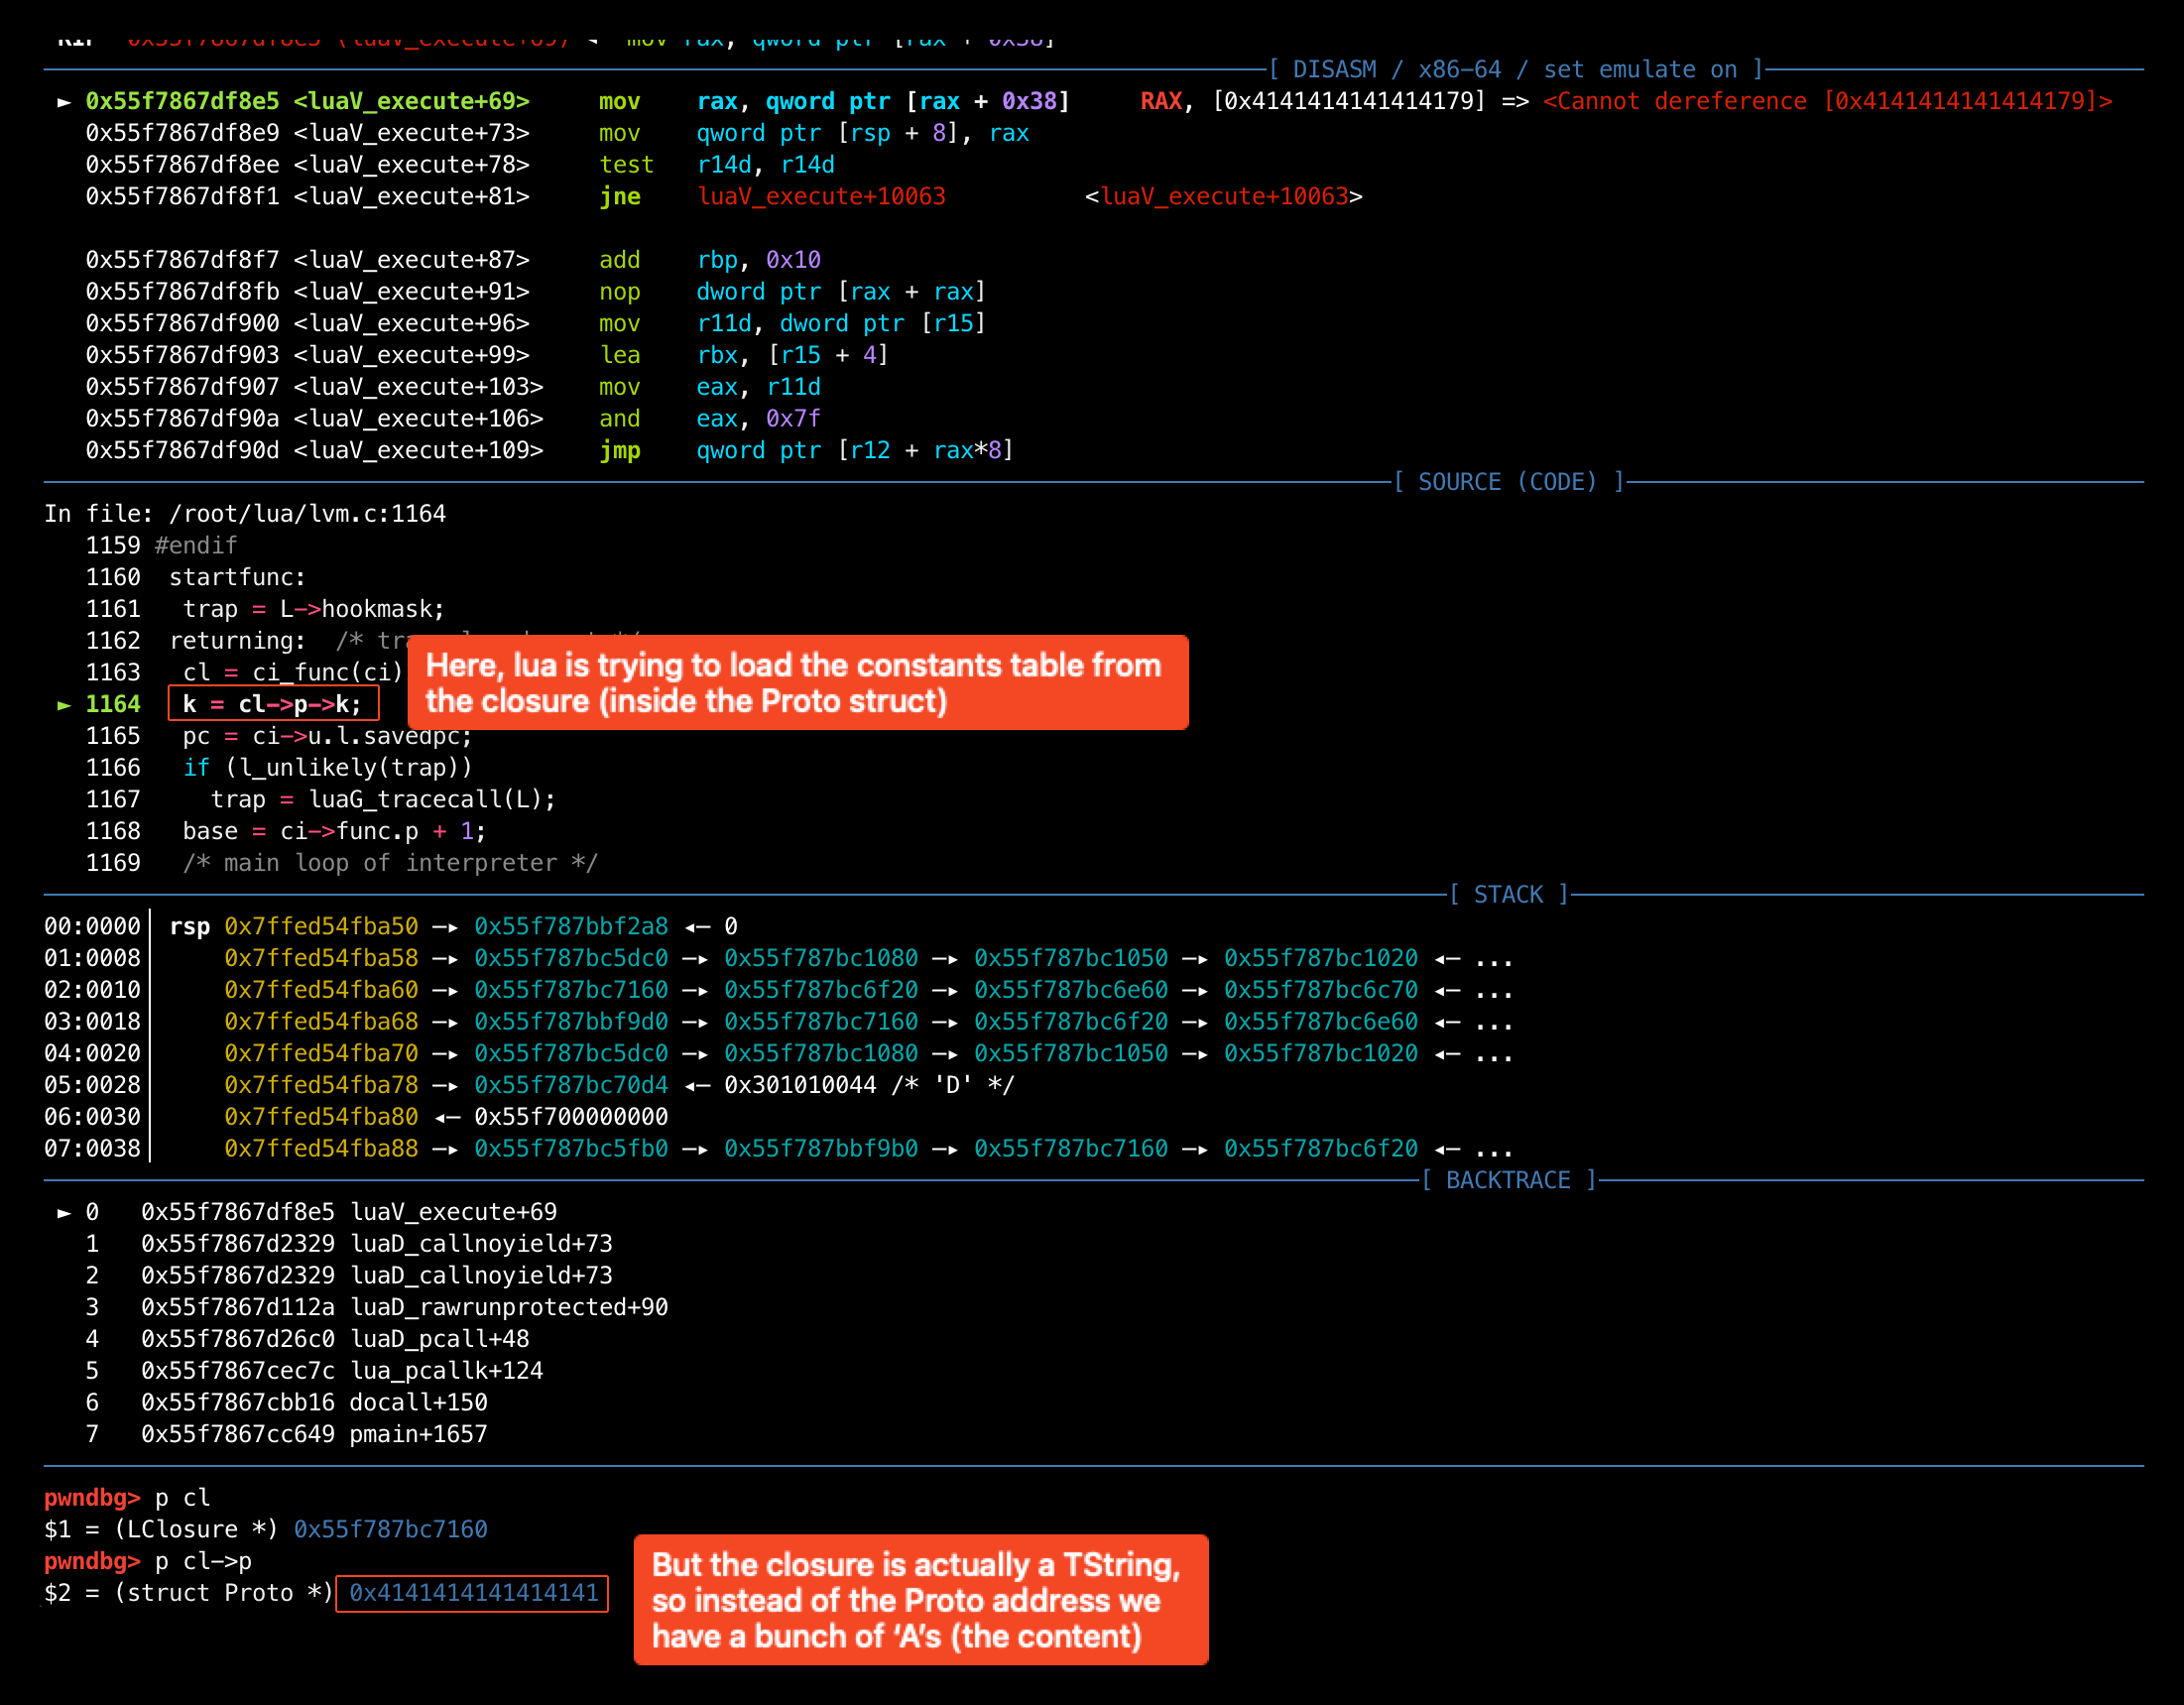 [ DISASM / x86-64 / set emulate on ]
► 0x55f7867df8e5 <luaV_execute+69> mov rax, qword ptr [rax + 0x38] RAX, [0x4141414141414179] => <Cannot dereference [0x4141414141414179]>
0x55f7867df8e9 <luaV_execute+73> mov qword ptr [rsp + 8], rax
0x55f7867df8ee <luaV_execute+78> test r14d, r14d
0x55f7867df8f1 <luaV_execute+81> jne luaV_execute+10063 <luaV_execute+10063>
0x55f7867df8f7 <luaV_execute+87> add rbp, 0x10
0x55f7867df8fb <luaV_execute+91> nop dword ptr [rax + rax]
0x55f7867df900 <luaV_execute+96> mov r11d, dword ptr [r15]
0x55f7867df903 <luaV_execute+99> lea rbx, [r15 + 4]
0x55f7867df907 <luaV_execute+103> mov eax, r11d
0x55f7867df90a <luaV_execute+106> and eax, 0x7f
0x55f7867df90d <luaV_execute+109> jmp qword ptr [r12 + rax*8]
[ SOURCE (CODE) ]
In file: /root/lua/lvm.c:1164
1159 #endif
1160 startfunc:
1161 trap = L->hookmask;
1162 returning: /*
1163 cl = ci_func(ci)
► 1164 k = cl->p->k;
Here, lua is trying to load the constants table from
the closure (inside the Proto struct)
1165 pc = ci->u.l.savedpc;
1166 if (l_unlikely(trap))
1167 trap = luaG_tracecall(L);
1168 base = ci->func.p + 1;
1169 /* main loop of interpreter */
[ STACK ]
00:0000│ rsp 0x7ffed54fba50 —▸ 0x55f787bbf2a8 ◂— 0
01:0008│ 0x7ffed54fba58 —▸ 0x55f787bc5dc0 —▸ 0x55f787bc1080 —▸ 0x55f787bc1050 —▸ 0x55f787bc1020 ◂— ...
02:0010│ 0x7ffed54fba60 —▸ 0x55f787bc7160 —▸ 0x55f787bc6f20 —▸ 0x55f787bc6e60 —▸ 0x55f787bc6c70 ◂— ...
03:0018│ 0x7ffed54fba68 —▸ 0x55f787bbf9d0 —▸ 0x55f787bc7160 —▸ 0x55f787bc6f20 —▸ 0x55f787bc6e60 ◂— ...
04:0020│ 0x7ffed54fba70 —▸ 0x55f787bc5dc0 —▸ 0x55f787bc1080 —▸ 0x55f787bc1050 —▸ 0x55f787bc1020 ◂— ...
05:0028│ 0x7ffed54fba78 —▸ 0x55f787bc70d4 ◂— 0x301010044 /* 'D' */
06:0030│ 0x7ffed54fba80 ◂— 0x55f700000000
07:0038│ 0x7ffed54fba88 —▸ 0x55f787bc5fb0 —▸ 0x55f787bbf9b0 —▸ 0x55f787bc7160 —▸ 0x55f787bc6f20 ◂— ...
[ BACKTRACE ]
► 0 0x55f7867df8e5 luaV_execute+69
1 0x55f7867d2329 luaD_callnoyield+73
2 0x55f7867d2329 luaD_callnoyield+73
3 0x55f7867d112a luaD_rawrunprotected+90
4 0x55f7867d26c0 luaD_pcall+48
5 0x55f7867cec7c lua_pcallk+124
6 0x55f7867cbb16 docall+150
7 0x55f7867cc649 pmain+1657
pwndbg> p cl
$1 = (LClosure *) 0x55f787bc7160
pwndbg> p cl->p
$2 = (struct Proto *) 0x4141414141414141
But the closure is actually a TString,
so instead of the Proto address we
have a bunch of ‘A’s (the content)